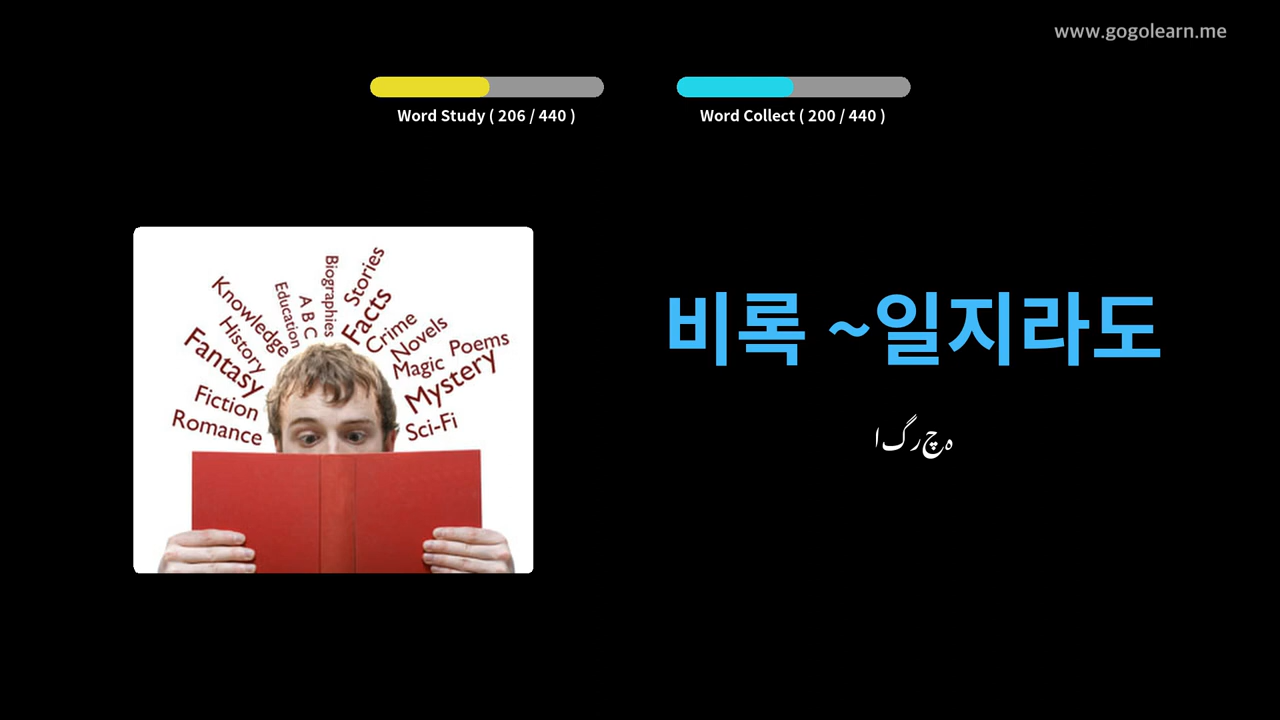 www.gogolearn.me
Word Study ( 206 / 440 )
Word Collect ( 200 / 440 )
Knowledge
History
Education
A B C
Biographies
Stories
Facts
Crime
Novels
Magic
Poems
Mystery
Sci-Fi
Fantasy
Fiction
Romance
비록 ~일지라도
اگرچہ